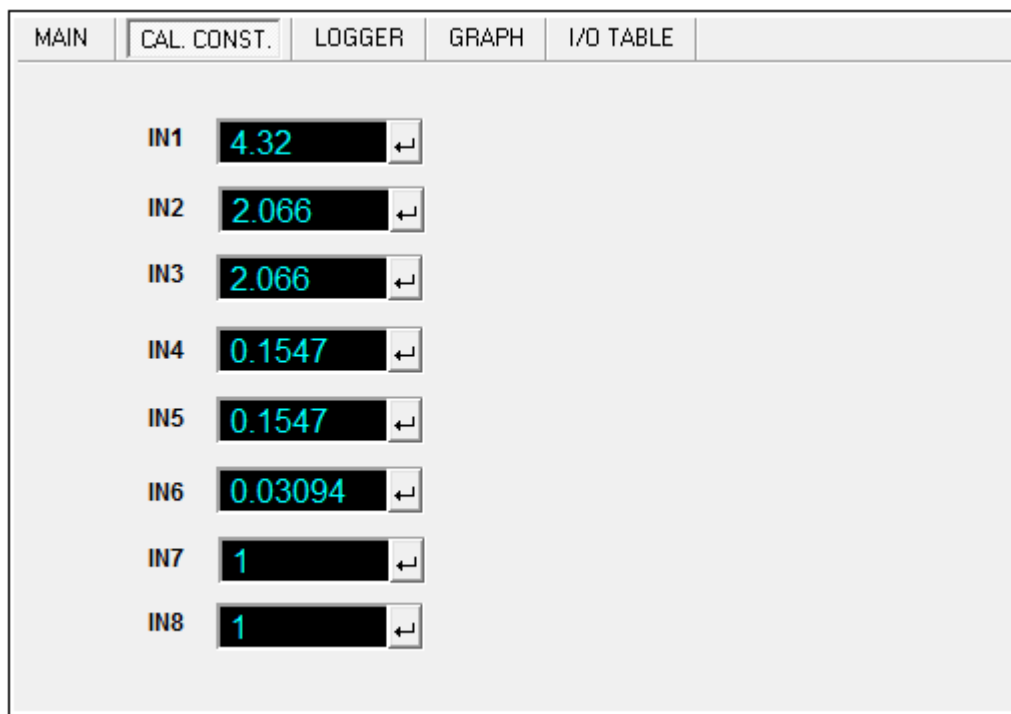 MAIN CAL. CONST. LOGGER GRAPH I/O TABLE
IN1 4.32
IN2 2.066
IN3 2.066
IN4 0.1547
IN5 0.1547
IN6 0.03094
IN7 1
IN8 1